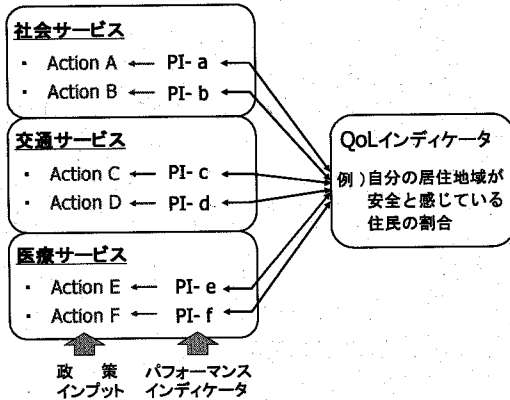 社会サービス
・ Action A ← PI- a
・ Action B ← PI- b
交通サービス
・ Action C ← PI- c
・ Action D ← PI- d
医療サービス
・ Action E ← PI- e
・ Action F ← PI- f
政 策
インプット
パフォーマンス
インディケータ
QoLインディケータ
例）自分の居住地域が
安全と感じている
住民の割合